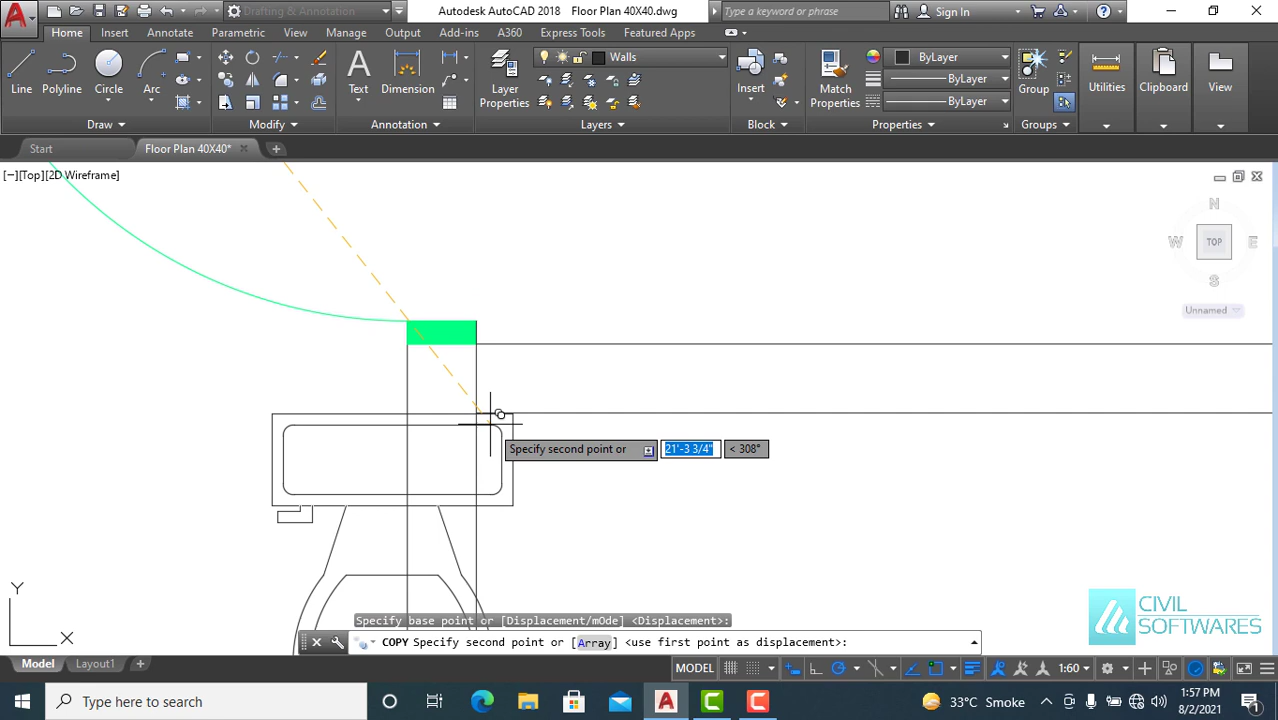 Drafting & Annotation
Autodesk AutoCAD 2018 Floor Plan 40X40.dwg
Type a keyword or phrase
Sign In
Home
Insert
Annotate
Parametric
View
Manage
Output
Add-ins
A360
Express Tools
Featured Apps
Line
Polyline
Circle
Arc
Text
Dimension
Layer
Properties
Walls
Insert
Match
Properties
ByLayer
ByLayer
ByLayer
Group
Utilities
Clipboard
View
Draw
Modify
Annotation
Layers
Block
Properties
Groups
Start
Floor Plan 40X40*
[−][Top][2D Wireframe]
N
W
TOP
E
S
Unnamed
Specify second point or
21'-3 3/4"
< 308°
Y
X
CIVIL
SOFTWARES
Specify base point or [Displacement/mOde] <Displacement>:
COPY Specify second point or [Array] <use first point as displacement>:
Model
Layout1
MODEL
1:60
Type here to search
33°C Smoke
1:57 PM
8/2/2021
1